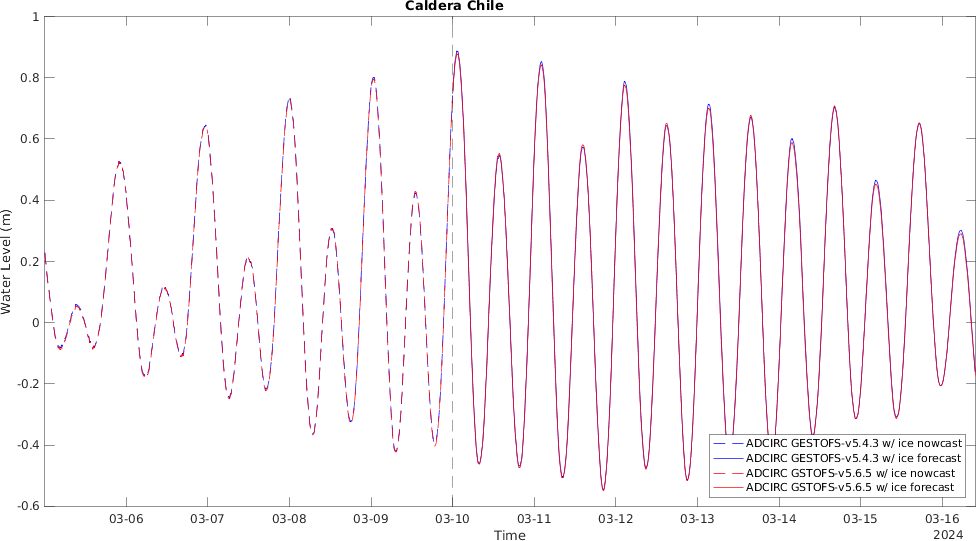 Caldera Chile
1
0.8
0.6
0.4
0.2
0
-0.2
-0.4
-0.6
Water Level (m)
ADCIRC GESTOFS-v5.4.3 w/ ice nowcast
ADCIRC GESTOFS-v5.4.3 w/ ice forecast
ADCIRC GSTOFS-v5.6.5 w/ ice nowcast
ADCIRC GSTOFS-v5.6.5 w/ ice forecast
03-06 03-07 03-08 03-09 03-10 03-11 03-12 03-13 03-14 03-15 03-16
Time 2024